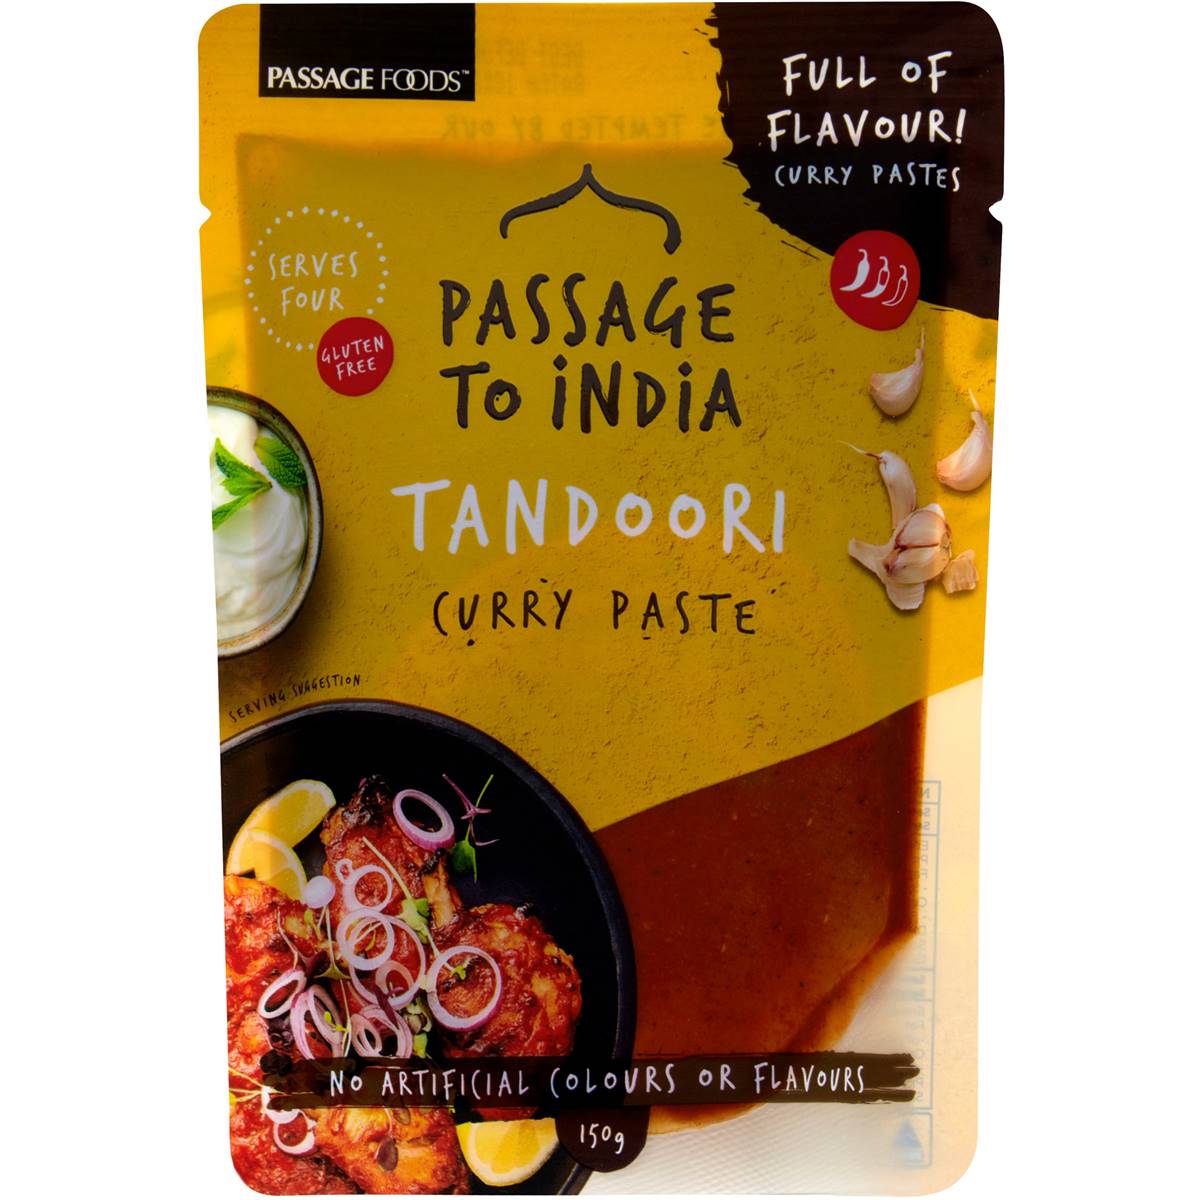 PASSAGE FOODS™
FULL OF
FLAVOUR!
CURRY PASTES
SERVES
FOUR
GLUTEN
FREE
PASSAGE
TO INDIA
TANDOORI
CURRY PASTE
SERVING SUGGESTION
NO ARTIFICIAL COLOURS OR FLAVOURS
150g